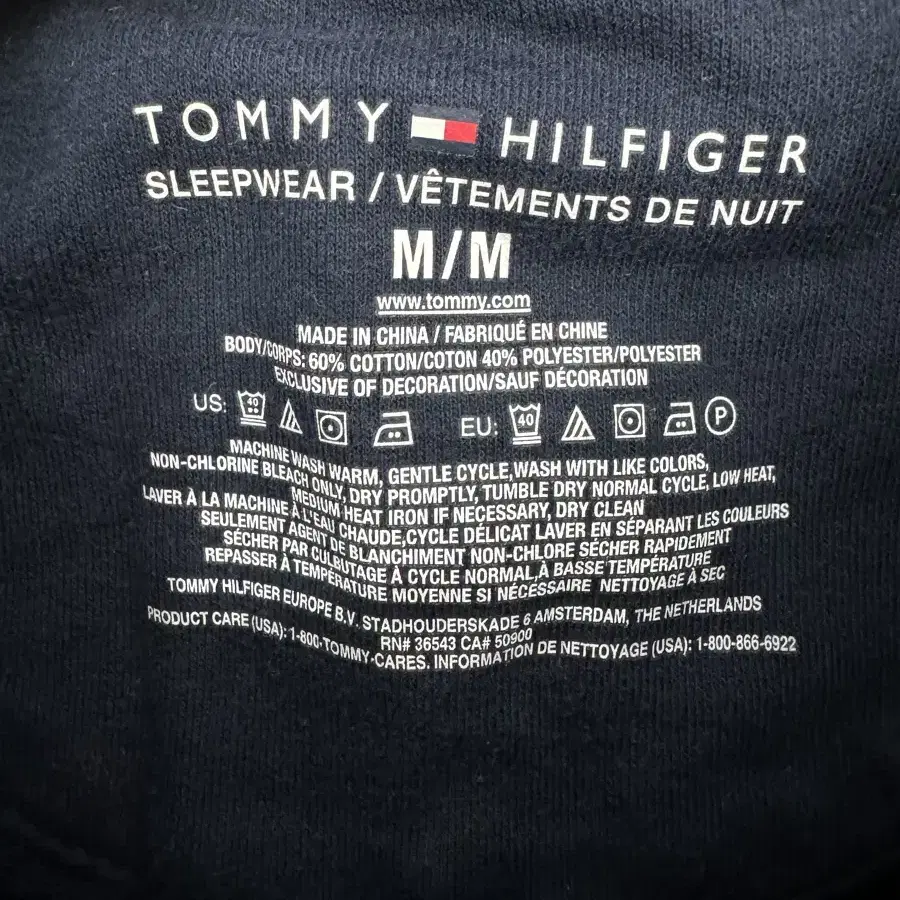 TOMMY HILFIGER
SLEEPWEAR / VÊTEMENTS DE NUIT
M/M
www.tommy.com
MADE IN CHINA / FABRIQUÉ EN CHINE
BODY/CORPS: 60% COTTON/COTON 40% POLYESTER/POLYESTER
EXCLUSIVE OF DECORATION/SAUF DÉCORATION
US: 40 EU: 40 P
MACHINE WASH WARM, GENTLE CYCLE,WASH WITH LIKE COLORS,
NON-CHLORINE BLEACH ONLY, DRY PROMPTLY, TUMBLE DRY NORMAL CYCLE, LOW HEAT,
MEDIUM HEAT IRON IF NECESSARY, DRY CLEAN
LAVER À LA MACHINE À L'EAU CHAUDE,CYCLE DÉLICAT LAVER EN SÉPARANT LES COULEURS
SEULEMENT AGENT DE BLANCHIMENT NON-CHLORE SÉCHER RAPIDEMENT
SÉCHER PAR CULBUTAGE À CYCLE NORMAL,À BASSE TEMPÉRATURE
REPASSER À TEMPÉRATURE MOYENNE SI NÉCESSAIRE NETTOYAGE À SEC
TOMMY HILFIGER EUROPE B.V. STADHOUDERSKADE 6 AMSTERDAM, THE NETHERLANDS
RN# 36543 CA# 50900
PRODUCT CARE (USA): 1-800-TOMMY-CARES. INFORMATION DE NETTOYAGE (USA): 1-800-866-6922